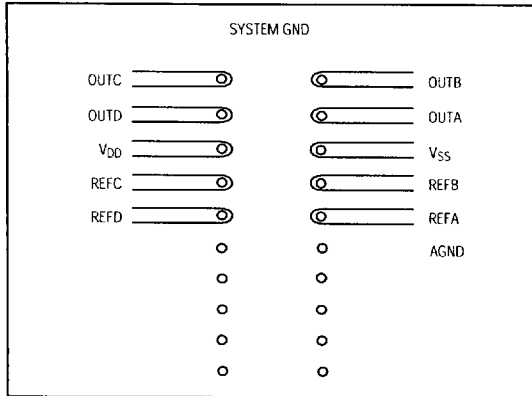 SYSTEM GND
OUTC OUTB
OUTD OUTA
VDD VSS
REFC REFB
REFD REFA
AGND